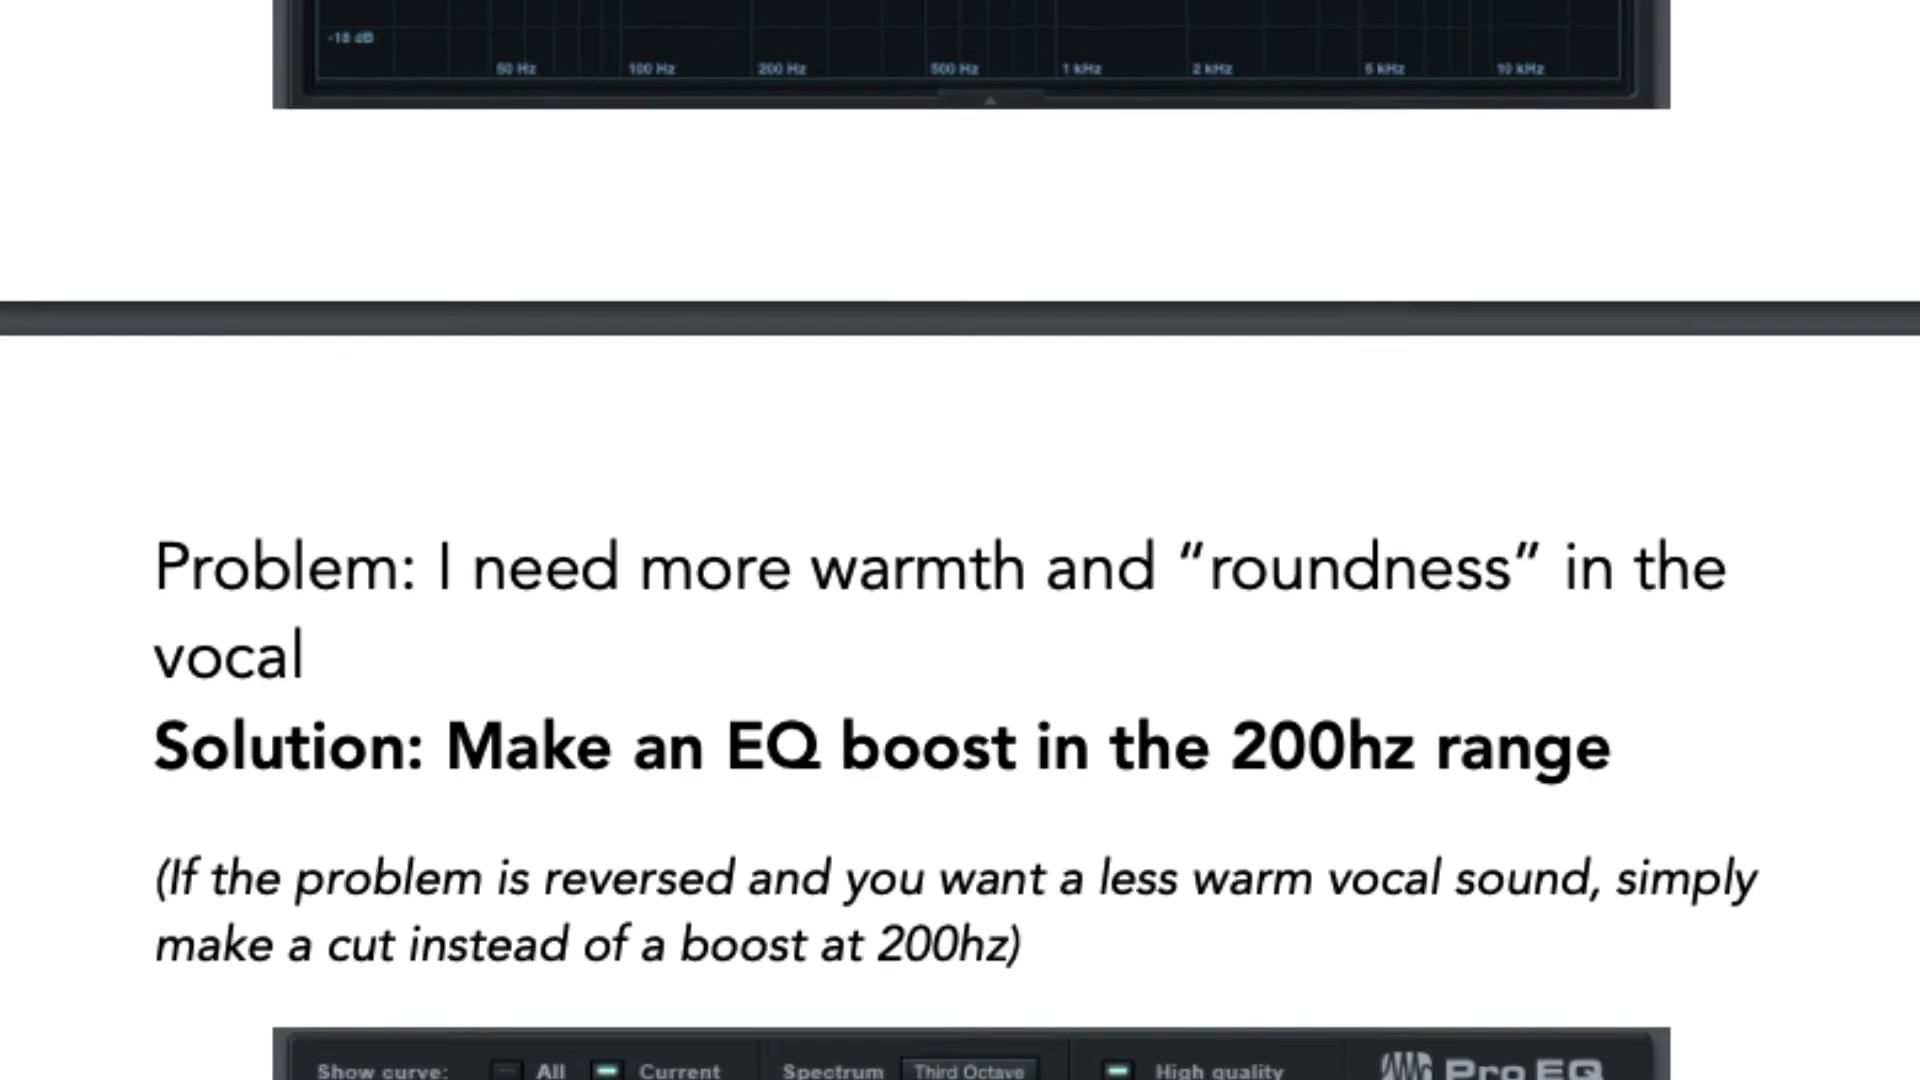 -18 dB
50 Hz 100 Hz 200 Hz 500 Hz 1 kHz 2 kHz 5 kHz 10 kHz
Problem: I need more warmth and “roundness” in the
vocal
Solution: Make an EQ boost in the 200hz range
(If the problem is reversed and you want a less warm vocal sound, simply
make a cut instead of a boost at 200hz)
Show curve: All Current Spectrum Third Octave High quality Pro EQ